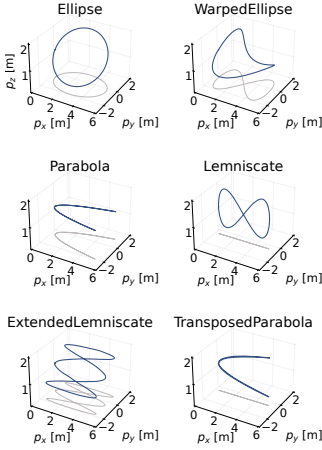 Ellipse
WarpedEllipse
2
1
p_z [m]
0
2
4
6
−2
0
2
p_x [m]
p_y [m]
2
1
0
2
4
6
−2
0
2
p_x [m]
p_y [m]
Parabola
Lemniscate
2
1
0
2
4
6
−2
0
2
p_x [m]
p_y [m]
2
1
0
2
4
6
−2
0
2
p_x [m]
p_y [m]
ExtendedLemniscate
TransposedParabola
2
1
0
2
4
6
−2
0
2
p_x [m]
p_y [m]
2
1
0
2
4
6
−2
0
2
p_x [m]
p_y [m]